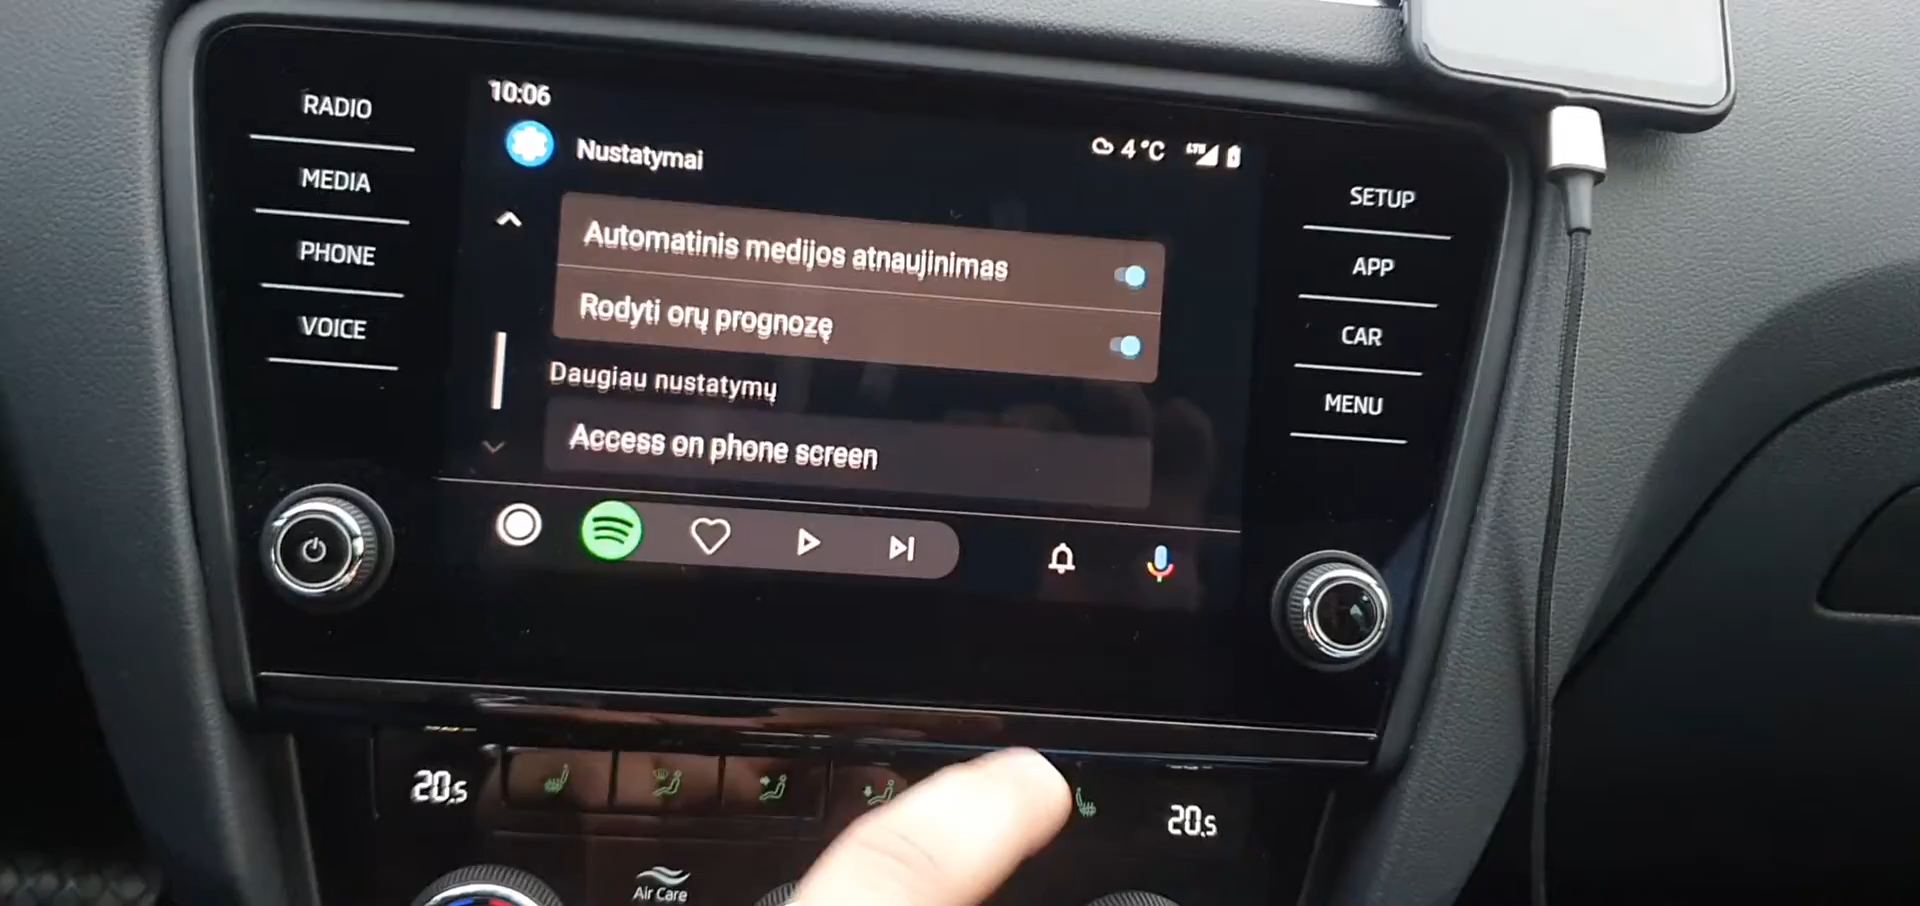 10:06
Nustatymai
4°C
LTE
RADIO
MEDIA
PHONE
VOICE
SETUP
APP
CAR
MENU
Automatinis medijos atnaujinimas
Rodyti orų prognozę
Daugiau nustatymų
Access on phone screen
20.5
20.5
Air Care